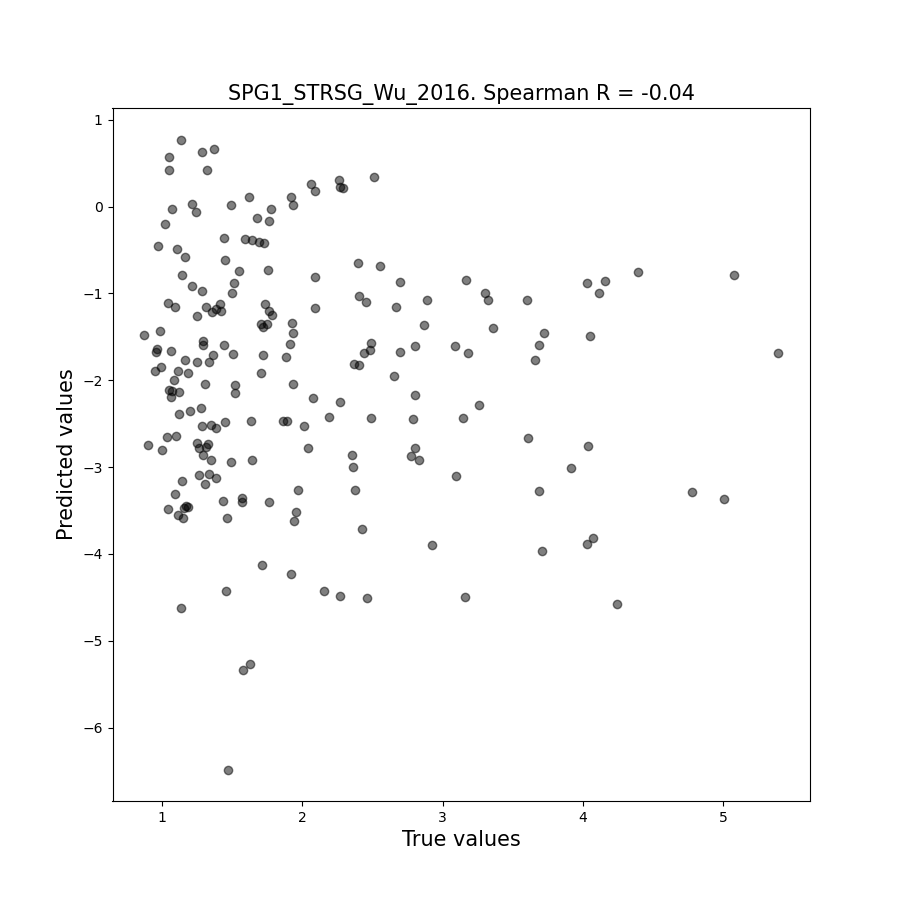 SPG1_STRSG_Wu_2016. Spearman R = -0.04
1
0
−1
−2
−3
−4
−5
−6
Predicted values
1 2 3 4 5
True values